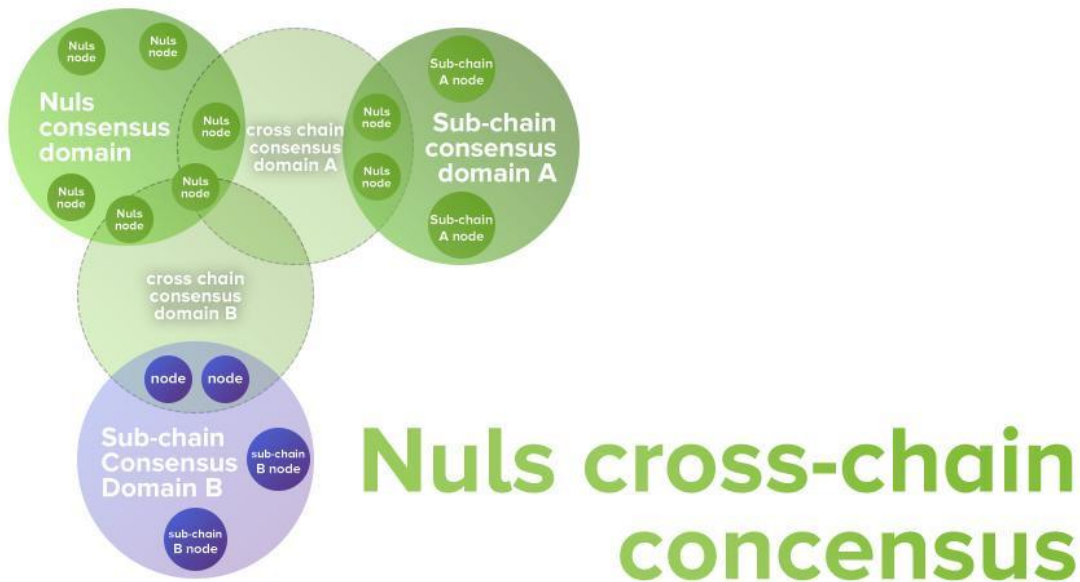 Nuls
node
Nuls
node
Nuls
consensus
domain
Nuls
node
Nuls
node
Nuls
node
Nuls
node
cross chain
consensus
domain A
Nuls
node
Nuls
node
Sub-chain
A node
Sub-chain
consensus
domain A
Sub-chain
A node
cross chain
consensus
domain B
node
node
Sub-chain
Consensus
Domain B
sub-chain
B node
sub-chain
B node
Nuls cross-chain
concensus